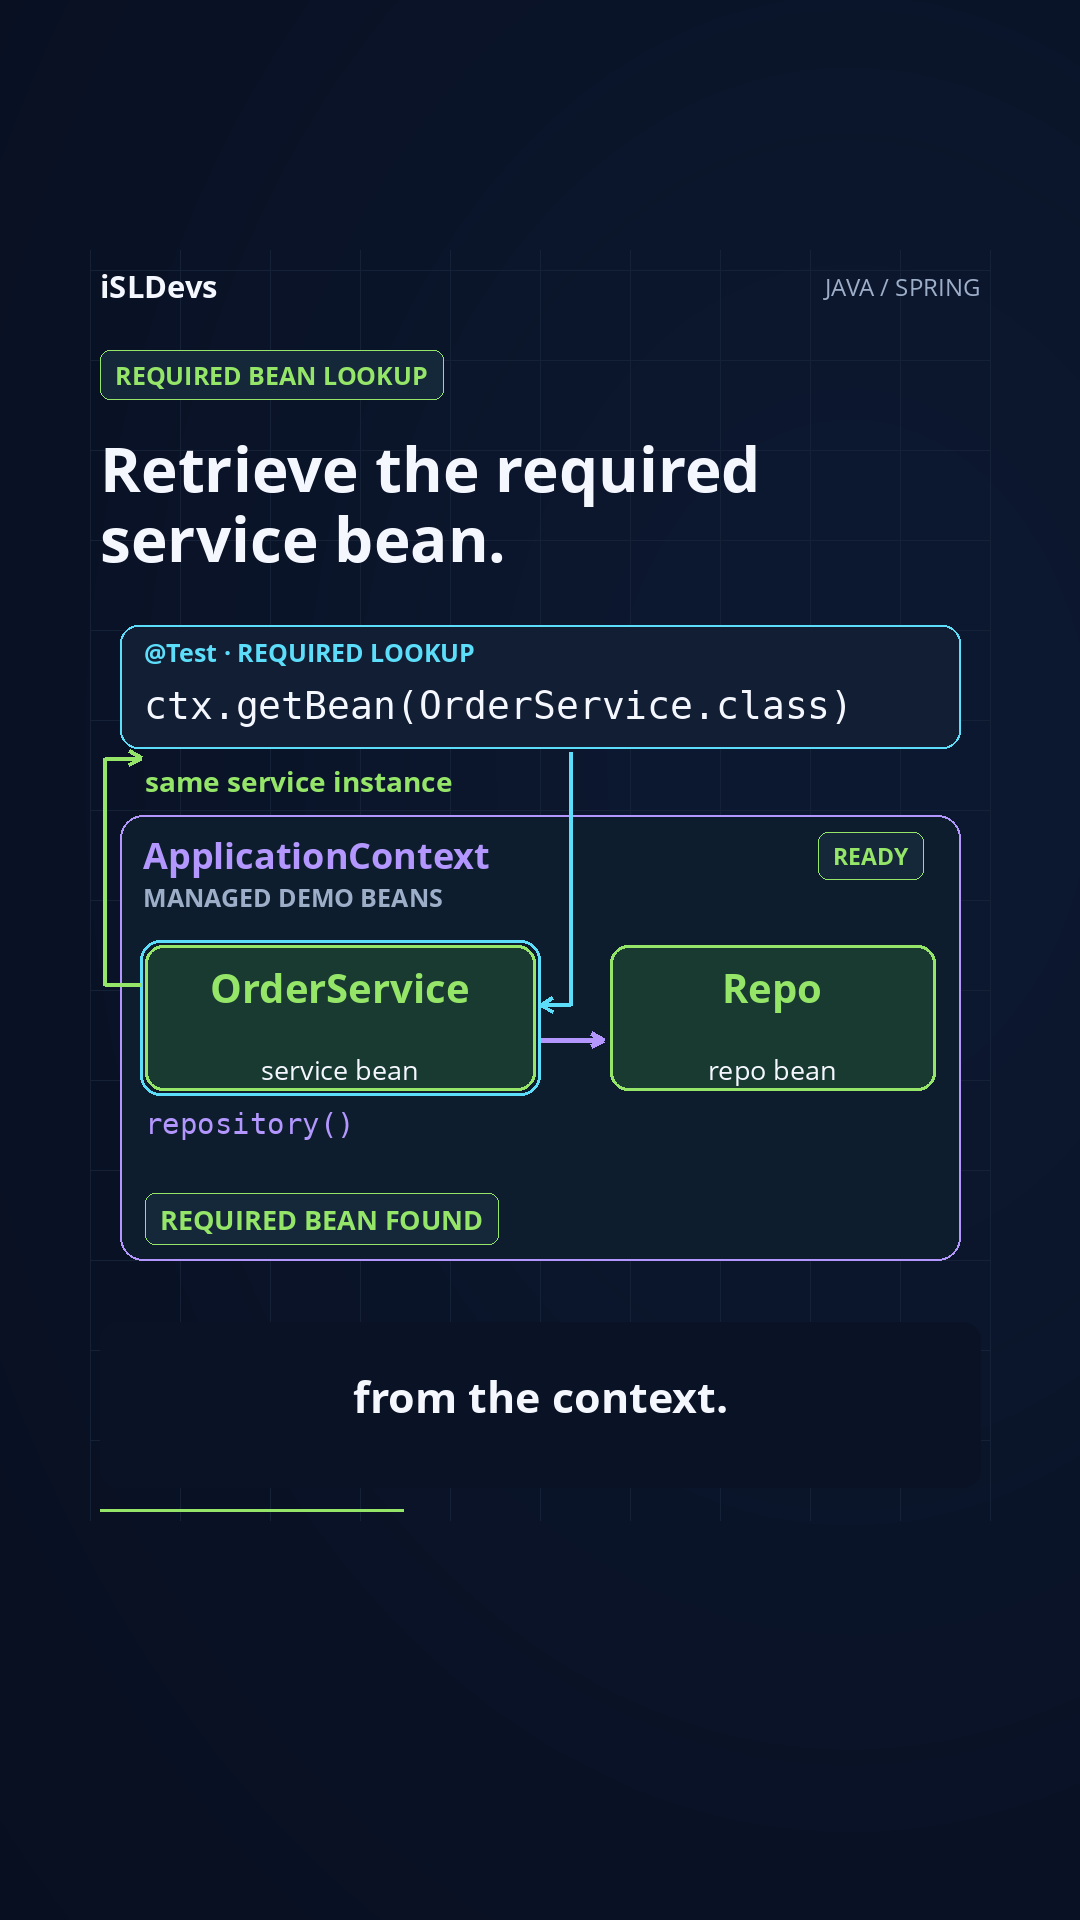 iSLDevs
JAVA / SPRING
REQUIRED BEAN LOOKUP
Retrieve the required
service bean.
@Test · REQUIRED LOOKUP
ctx.getBean(OrderService.class)
same service instance
ApplicationContext
READY
MANAGED DEMO BEANS
OrderService
Repo
service bean
repo bean
repository()
REQUIRED BEAN FOUND
from the context.